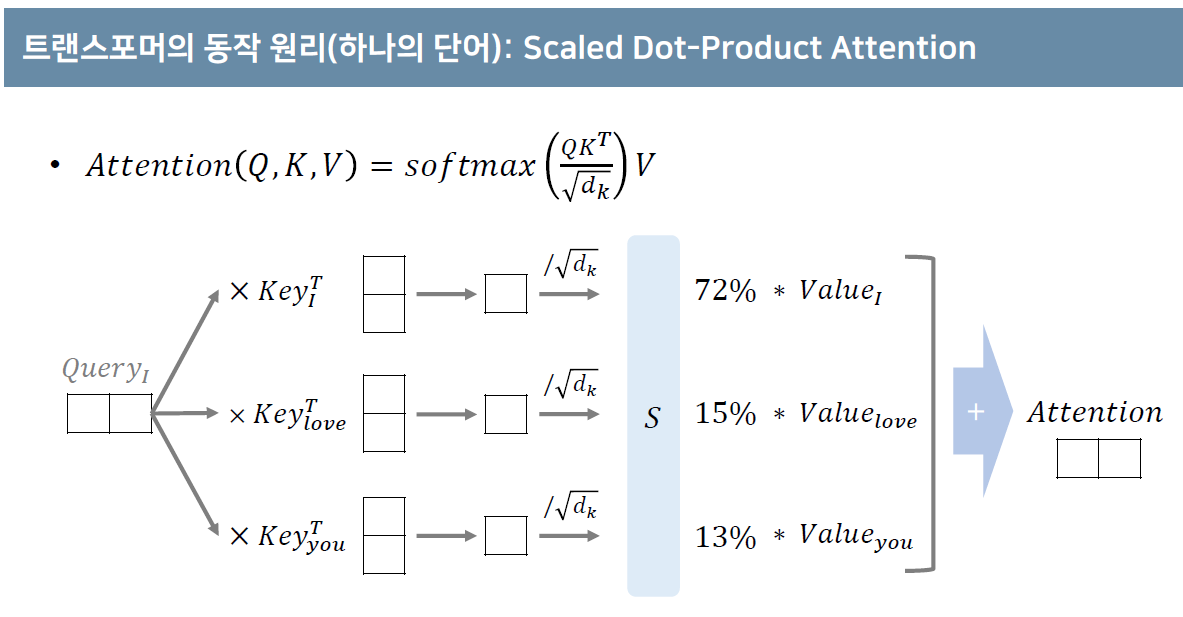 트랜스포머의 동작 원리(하나의 단어): Scaled Dot-Product Attention
• Attention(Q, K, V) = softmax(QK^T / √d_k) V
/√d_k
× Key_I^T
72% * Value_I
Query_I
/√d_k
× Key_love^T
S
15% * Value_love
+
Attention
/√d_k
× Key_you^T
13% * Value_you